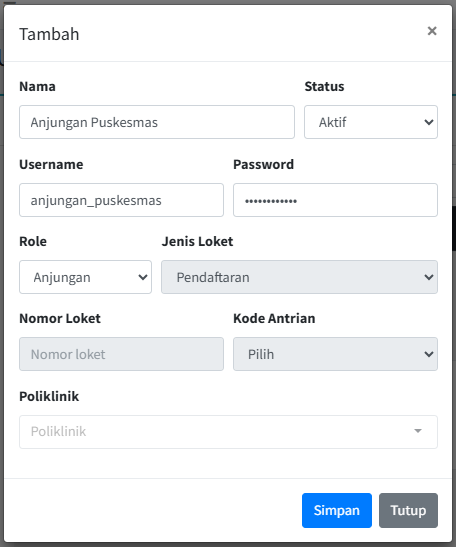 Tambah ×
Nama Status
Anjungan Puskesmas Aktif
Username Password
anjungan_puskesmas ••••••••••••
Role Jenis Loket
Anjungan Pendaftaran
Nomor Loket Kode Antrian
Nomor loket Pilih
Poliklinik
Poliklinik
Simpan Tutup